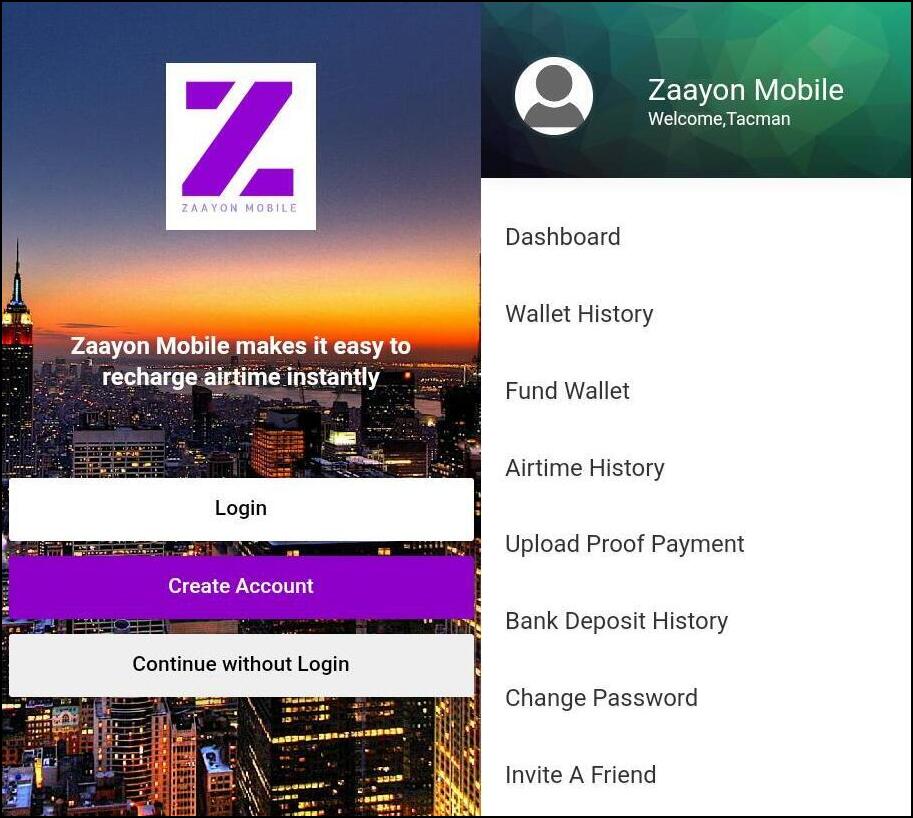 ZAAYON MOBILE
Zaayon Mobile makes it easy to
recharge airtime instantly
Login
Create Account
Continue without Login
Zaayon Mobile
Welcome,Tacman
Dashboard
Wallet History
Fund Wallet
Airtime History
Upload Proof Payment
Bank Deposit History
Change Password
Invite A Friend